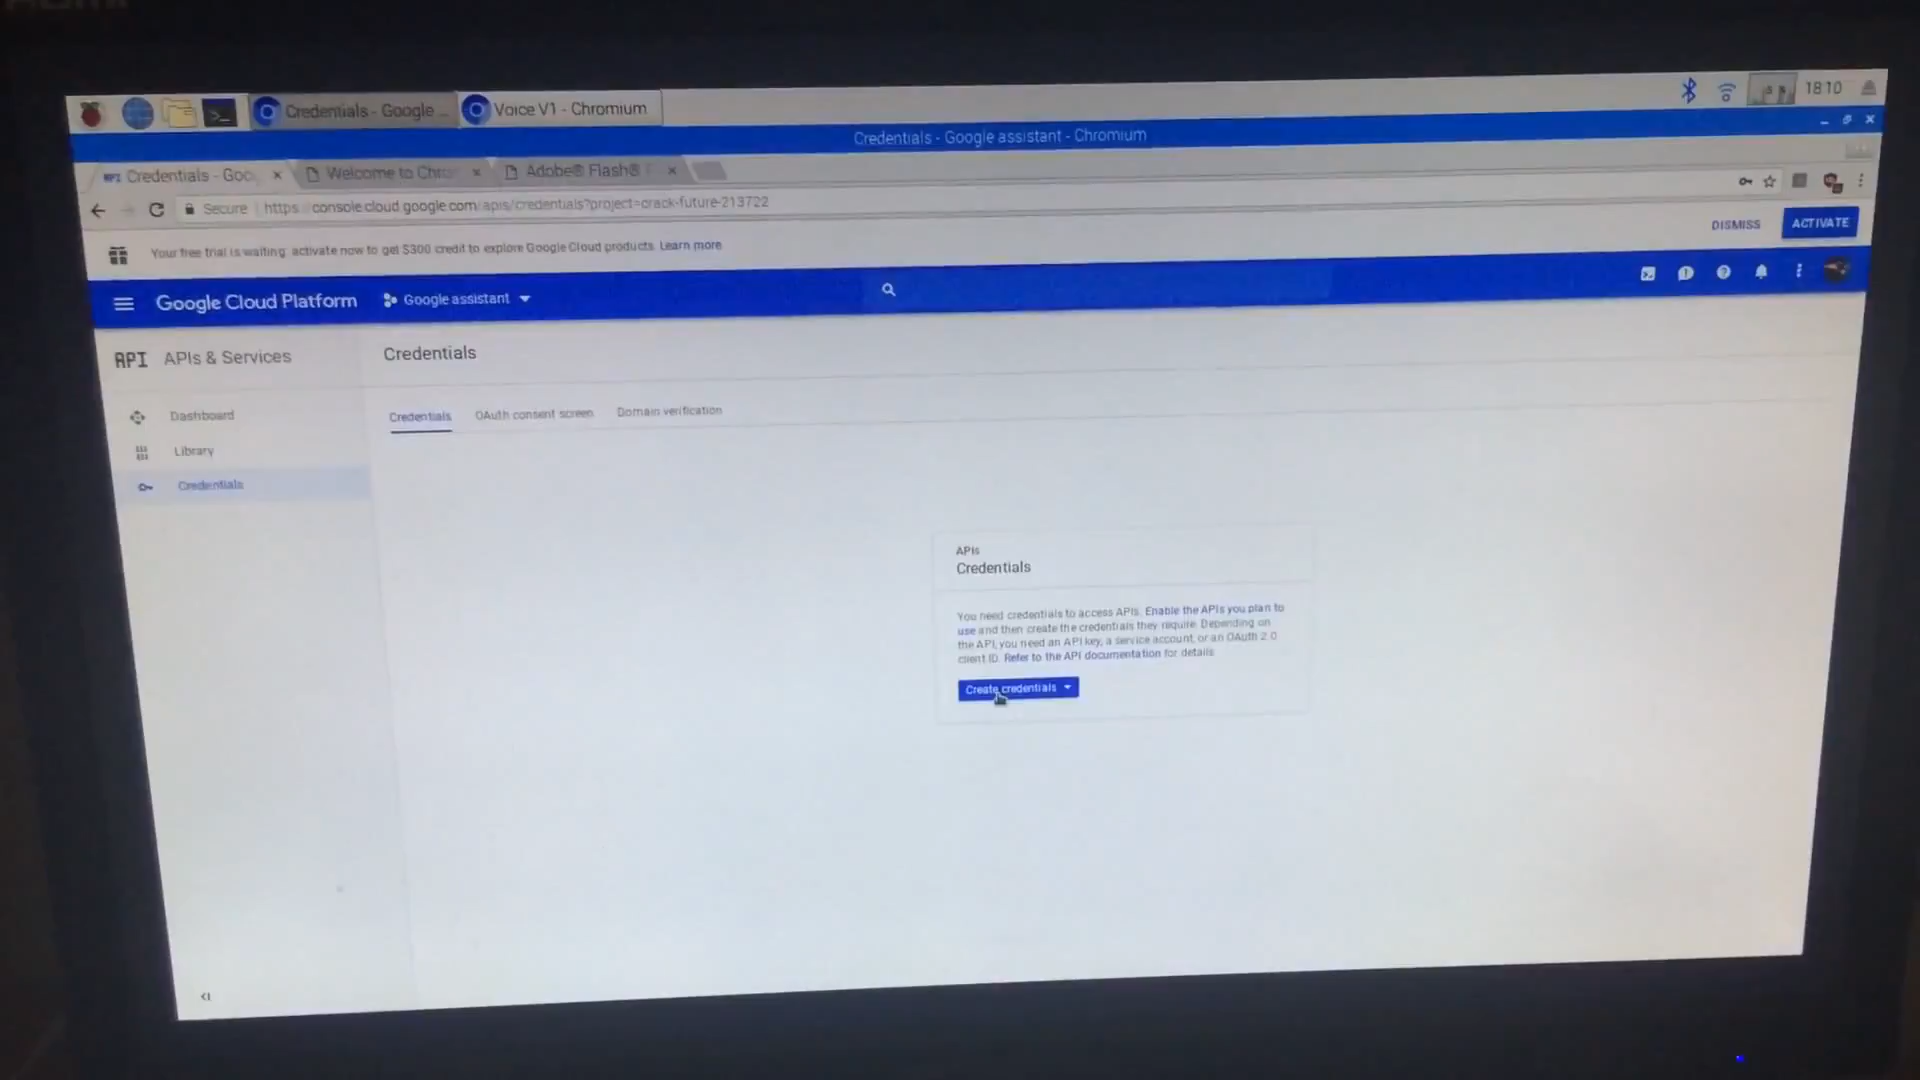 Credentials - Google ...
Voice V1 - Chromium
18:10
Credentials - Google assistant - Chromium
API Credentials - Goo
Welcome to Chro
Adobe® Flash®
Secure
https://console.cloud.google.com/apis/credentials?project=crack-future-213722
Your free trial is waiting: activate now to get $300 credit to explore Google Cloud products. Learn more
DISMISS
ACTIVATE
Google Cloud Platform
Google assistant
API APIs & Services
Credentials
Dashboard
Library
Credentials
Credentials
OAuth consent screen
Domain verification
APIs
Credentials
You need credentials to access APIs. Enable the APIs you plan to
use and then create the credentials they require. Depending on
the API, you need an API key, a service account, or an OAuth 2.0
client ID. Refer to the API documentation for details.
Create credentials